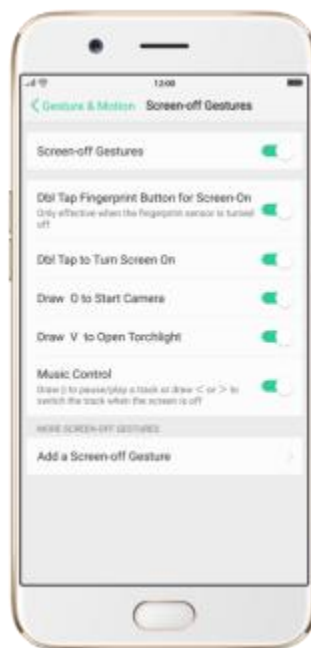 12:00
Gesture & Motion Screen-off Gestures
Screen-off Gestures
Dbl Tap Fingerprint Button for Screen-On
Only effective when the fingerprint sensor is turned
off
Dbl Tap to Turn Screen On
Draw O to Start Camera
Draw V to Open Torchlight
Music Control
Draw || to pause/play a track or draw < or > to
switch the track when the screen is off
MORE SCREEN-OFF GESTURES
Add a Screen-off Gesture